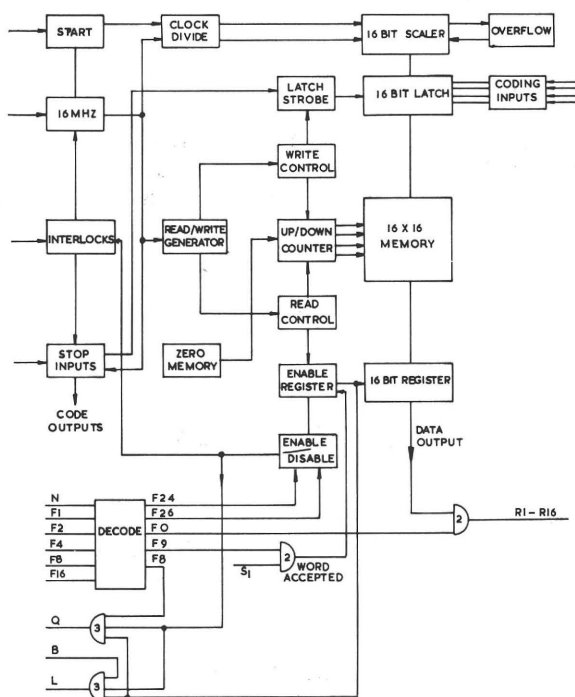 START
CLOCK
DIVIDE
16 BIT SCALER
OVERFLOW
16 MHZ
LATCH
STROBE
16 BIT LATCH
CODING
INPUTS
WRITE
CONTROL
INTERLOCKS
READ/WRITE
GENERATOR
UP/DOWN
COUNTER
16 X 16
MEMORY
READ
CONTROL
STOP
INPUTS
ZERO
MEMORY
ENABLE
REGISTER
16 BIT REGISTER
CODE
OUTPUTS
DATA
OUTPUT
ENABLE
DISABLE
N
F1
F2
F4
F8
F16
DECODE
F24
F26
F0
F9
F8
2
S1
WORD
ACCEPTED
2
R1-R16
Q
3
B
L
3